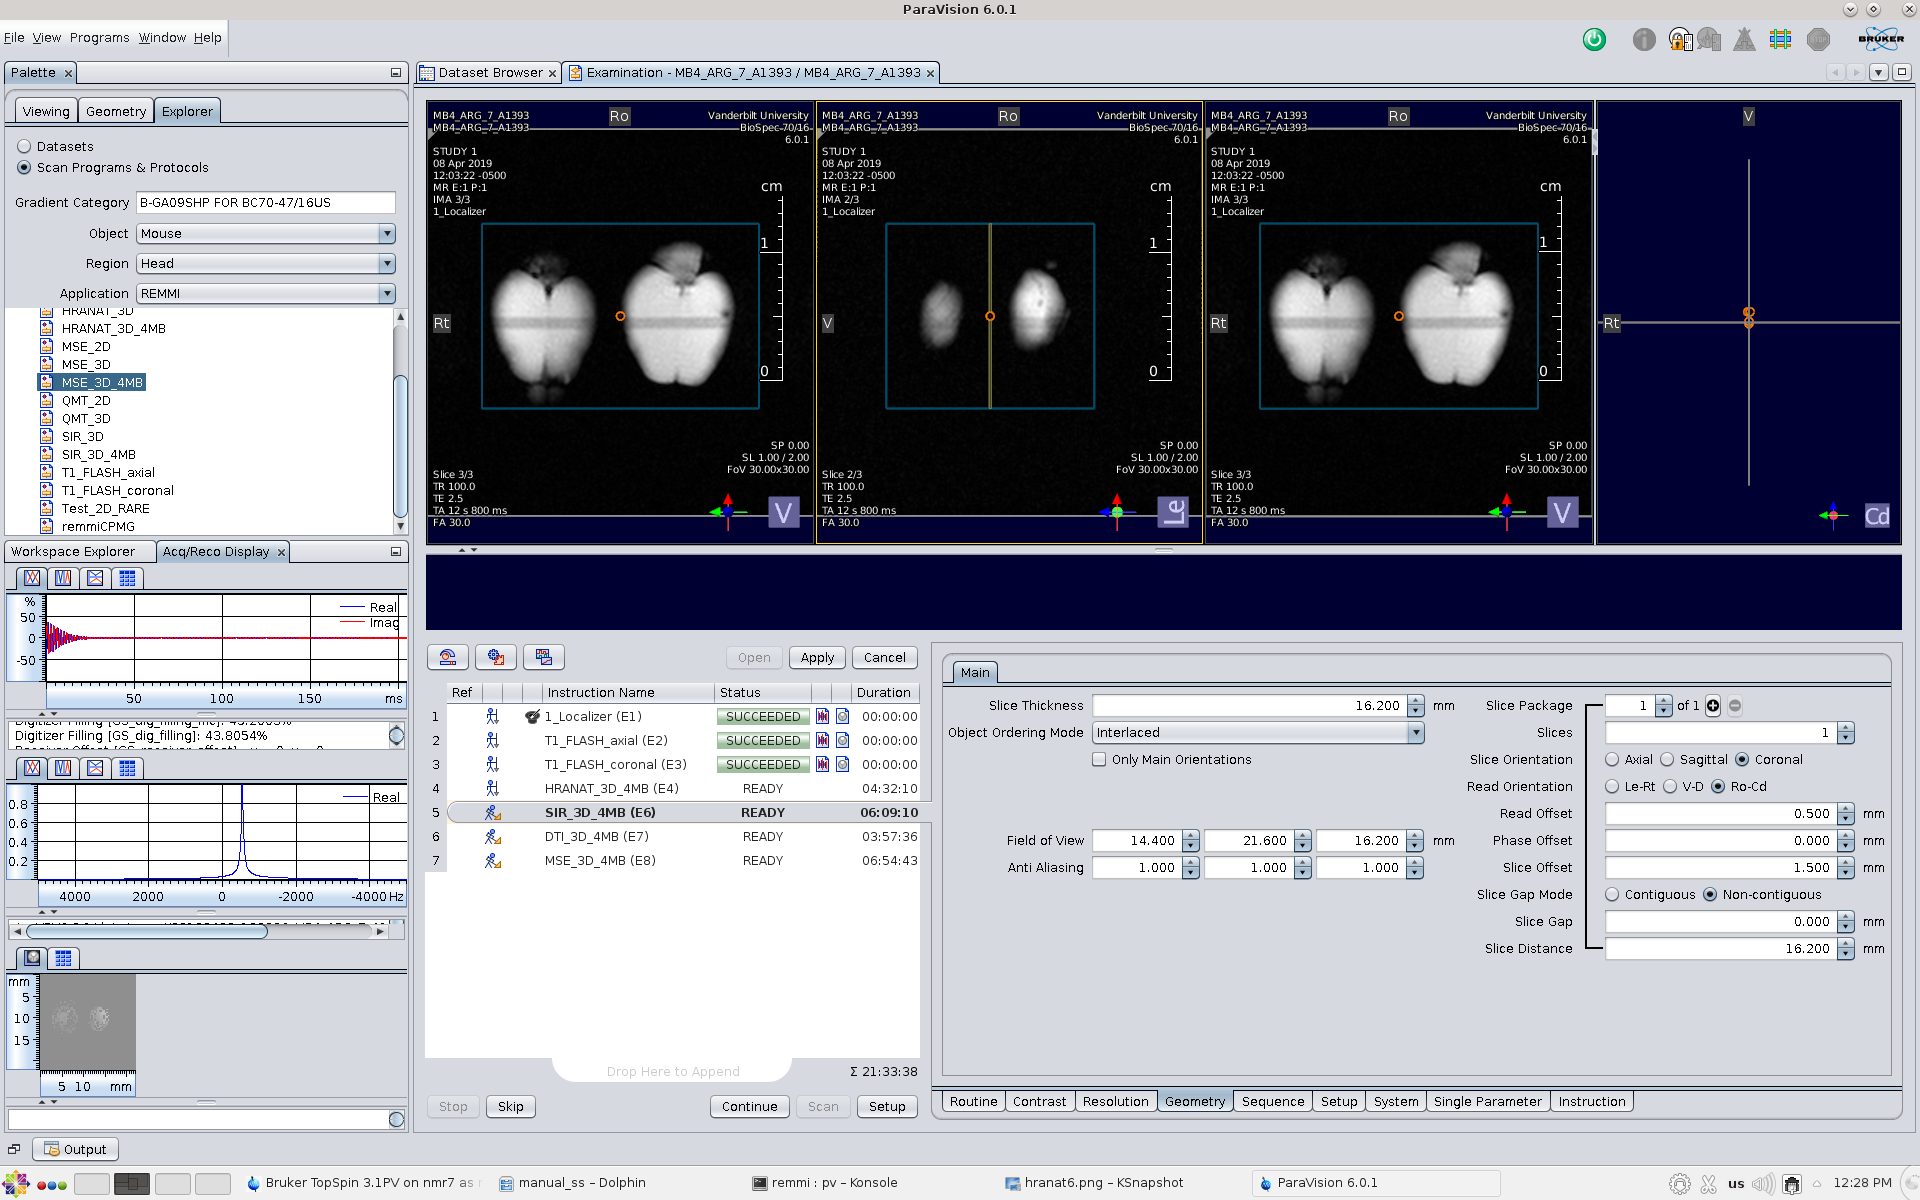 ParaVision 6.0.1
File View Programs Window Help
BRUKER
Palette
Viewing Geometry Explorer
Datasets
Scan Programs & Protocols
Gradient Category B-GA09SHP FOR BC70-47/16US
Object Mouse
Region Head
Application REMMI
HRANAT_3D
HRANAT_3D_4MB
MSE_2D
MSE_3D
MSE_3D_4MB
QMT_2D
QMT_3D
SIR_3D
SIR_3D_4MB
T1_FLASH_axial
T1_FLASH_coronal
Test_2D_RARE
remmiCPMG
Workspace Explorer Acq/Reco Display
%
50
0
-50
Real
Imag
50 100 150 ms
Digitizer Filling [GS_dig_filling]: 43.8054%
0.8
0.6
0.4
0.2
Real
4000 2000 0 -2000 -4000 Hz
mm
5
10
15
5 10 mm
Output
Dataset Browser Examination - MB4_ARG_7_A1393 / MB4_ARG_7_A1393
MB4_ARG_7_A1393 Ro Vanderbilt University
MB4_ARG_7_A1393 BioSpec 70/16
6.0.1
STUDY 1
08 Apr 2019
12:03:22 -0500
MR E:1 P:1
IMA 3/3
1_Localizer
cm
1
0
Rt
SP 0.00
SL 1.00 / 2.00
FoV 30.00x30.00
Slice 3/3
TR 100.0
TE 2.5
TA 12 s 800 ms
FA 30.0
V
MB4_ARG_7_A1393 Ro Vanderbilt University
MB4_ARG_7_A1393 BioSpec 70/16
6.0.1
STUDY 1
08 Apr 2019
12:03:22 -0500
MR E:1 P:1
IMA 2/3
1_Localizer
cm
1
0
V
SP 0.00
SL 1.00 / 2.00
FoV 30.00x30.00
Slice 2/3
TR 100.0
TE 2.5
TA 12 s 800 ms
FA 30.0
Le
MB4_ARG_7_A1393 Ro Vanderbilt University
MB4_ARG_7_A1393 BioSpec 70/16
6.0.1
STUDY 1
08 Apr 2019
12:03:22 -0500
MR E:1 P:1
IMA 3/3
1_Localizer
cm
1
0
Rt
SP 0.00
SL 1.00 / 2.00
FoV 30.00x30.00
Slice 3/3
TR 100.0
TE 2.5
TA 12 s 800 ms
FA 30.0
V
V
Rt
Cd
Open Apply Cancel
Ref Instruction Name Status Duration
1 1_Localizer (E1) SUCCEEDED 00:00:00
2 T1_FLASH_axial (E2) SUCCEEDED 00:00:00
3 T1_FLASH_coronal (E3) SUCCEEDED 00:00:00
4 HRANAT_3D_4MB (E4) READY 04:32:10
5 SIR_3D_4MB (E6) READY 06:09:10
6 DTI_3D_4MB (E7) READY 03:57:36
7 MSE_3D_4MB (E8) READY 06:54:43
Drop Here to Append
Σ 21:33:38
Stop Skip Continue Scan Setup
Main
Slice Thickness 16.200 mm
Object Ordering Mode Interlaced
Only Main Orientations
Field of View 14.400 21.600 16.200 mm
Anti Aliasing 1.000 1.000 1.000
Slice Package 1 of 1
Slices 1
Slice Orientation Axial Sagittal Coronal
Read Orientation Le-Rt V-D Ro-Cd
Read Offset 0.500 mm
Phase Offset 0.000 mm
Slice Offset 1.500 mm
Slice Gap Mode Contiguous Non-contiguous
Slice Gap 0.000 mm
Slice Distance 16.200 mm
Routine Contrast Resolution Geometry Sequence Setup System Single Parameter Instruction
Bruker TopSpin 3.1PV on nmr7 as manual_ss – Dolphin remmi : pv – Konsole hranat6.png – KSnapshot ParaVision 6.0.1 us 12:28 PM